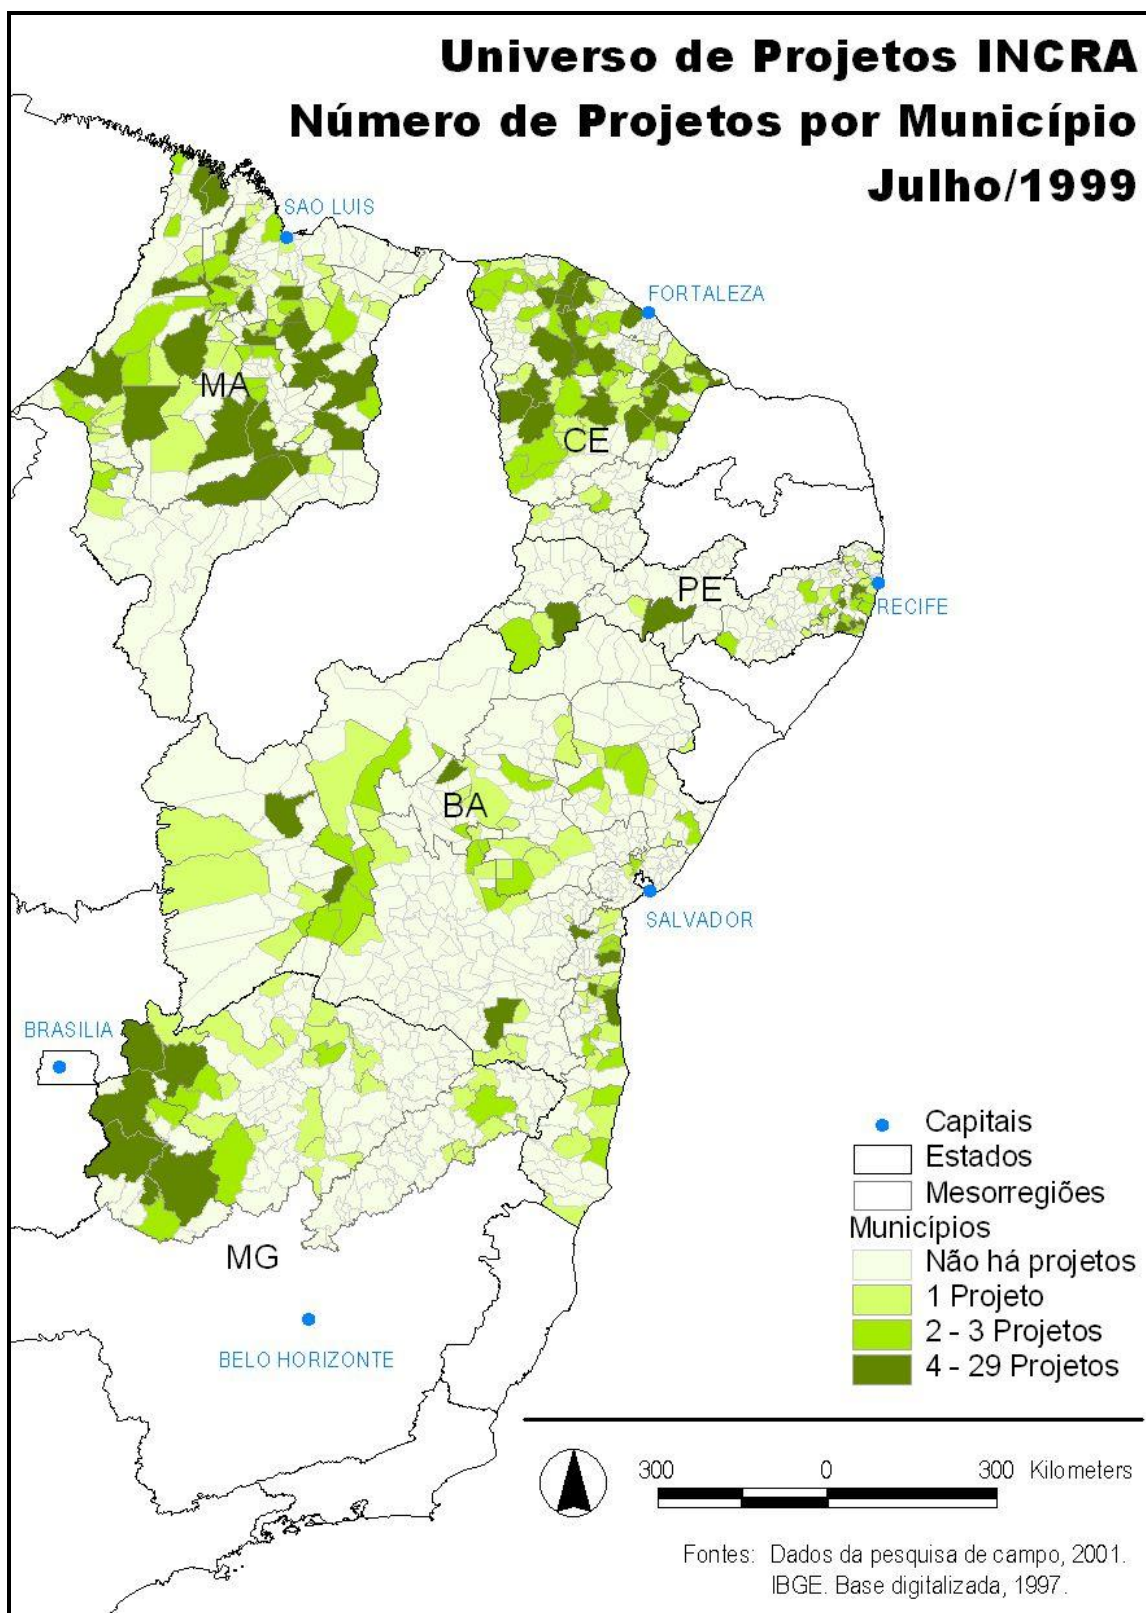 Universo de Projetos INCRA
Número de Projetos por Município
Julho/1999
SAO LUIS
FORTALEZA
MA
CE
PE
RECIFE
BA
SALVADOR
BRASILIA
MG
BELO HORIZONTE
Capitais
Estados
Mesorregiões
Municípios
Não há projetos
1 Projeto
2 - 3 Projetos
4 - 29 Projetos
300 0 300 Kilometers
Fontes: Dados da pesquisa de campo, 2001.
IBGE. Base digitalizada, 1997.